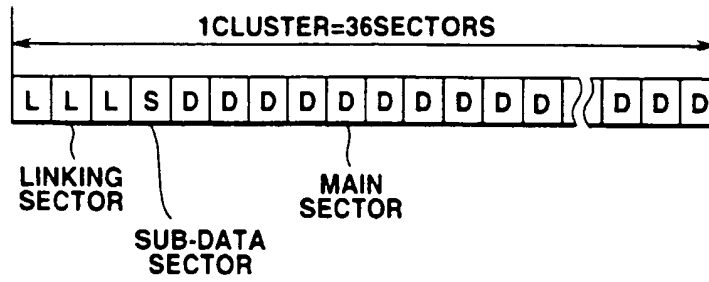 1CLUSTER=36SECTORS
L L L S D D D D D D D D D D D D D
LINKING
SECTOR
MAIN
SECTOR
SUB-DATA
SECTOR